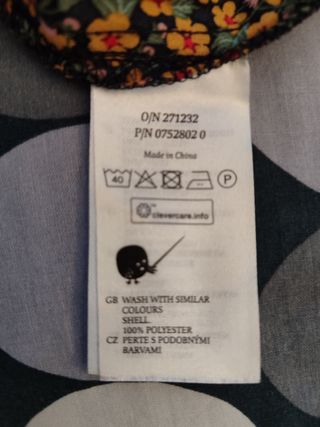 O/N 271232
P/N 0752802 0
Made in China
40 P
clevercare.info
GB WASH WITH SIMILAR
COLOURS
SHELL.
100% POLYESTER
CZ PERTE S PODOBNÝMI
BARVAMI